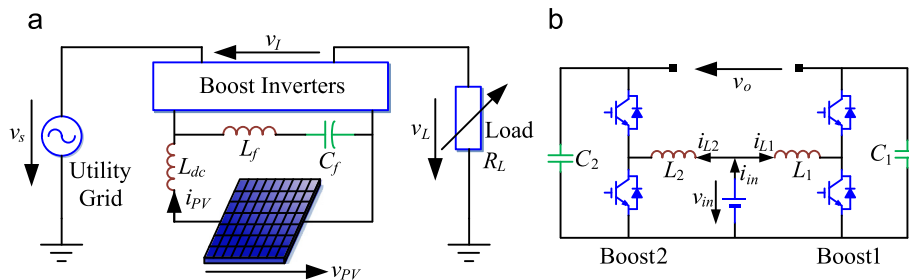 a
v_I
Boost Inverters
v_s
Utility
Grid
L_f
C_f
L_dc
i_PV
v_PV
v_L
Load
R_L
b
v_o
C_2
i_L2
i_L1
C_1
L_2
L_1
i_in
v_in
Boost2
Boost1